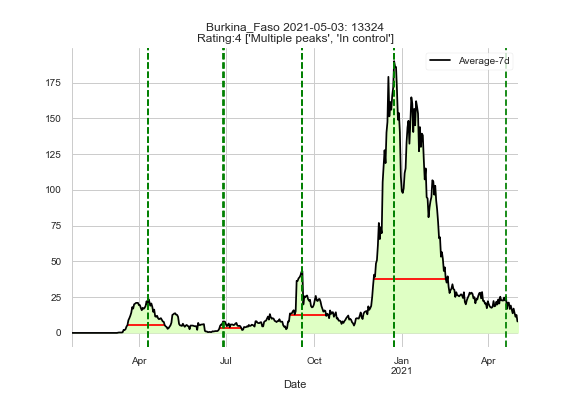 Burkina_Faso 2021-05-03: 13324
Rating:4 ['Multiple peaks', 'In control']
Average-7d
175
150
125
100
75
50
25
0
Apr Jul Oct Jan Apr
2021
Date